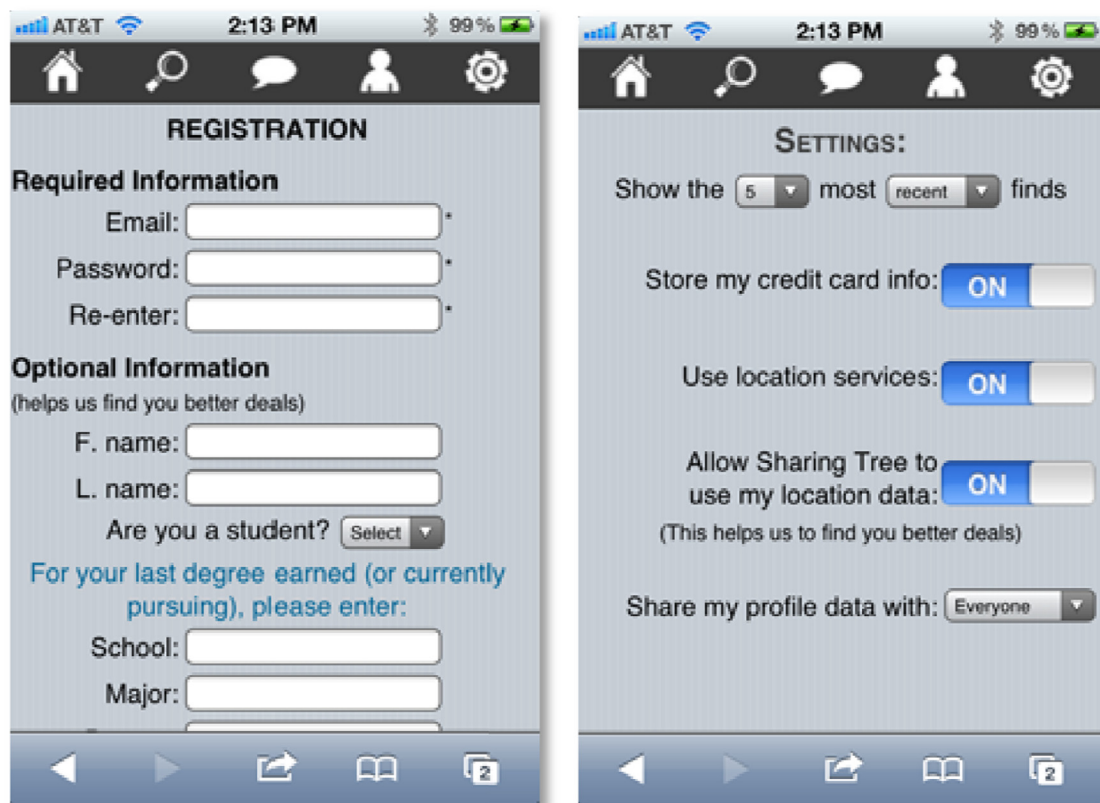 AT&T 2:13 PM 99%
REGISTRATION
Required Information
Email: *
Password: *
Re-enter: *
Optional Information
(helps us find you better deals)
F. name:
L. name:
Are you a student? Select
For your last degree earned (or currently
pursuing), please enter:
School:
Major:
2
AT&T 2:13 PM 99%
SETTINGS:
Show the 5 most recent finds
Store my credit card info: ON
Use location services: ON
Allow Sharing Tree to
use my location data: ON
(This helps us to find you better deals)
Share my profile data with: Everyone
2